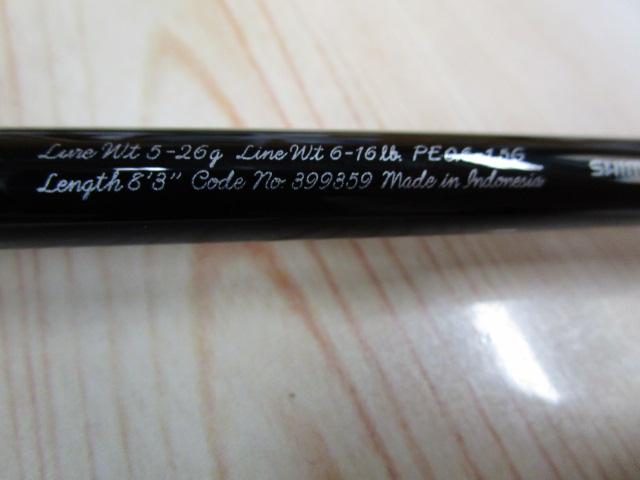 Lure Wt 5-26g Line Wt 6-16lb. PE
Length 8'3" Code No. 399359 Made in Indonesia